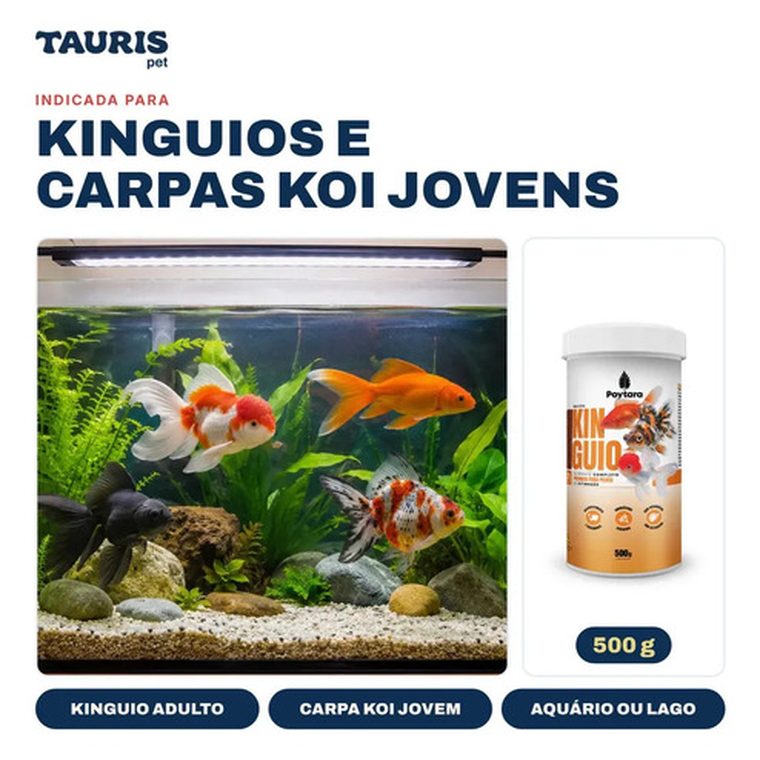 TAURIS
pet
INDICADA PARA
KINGUIOS E
CARPAS KOI JOVENS
Poytara
KIN
GUIO
500g
500 g
KINGUIO ADULTO
CARPA KOI JOVEM
AQUÁRIO OU LAGO